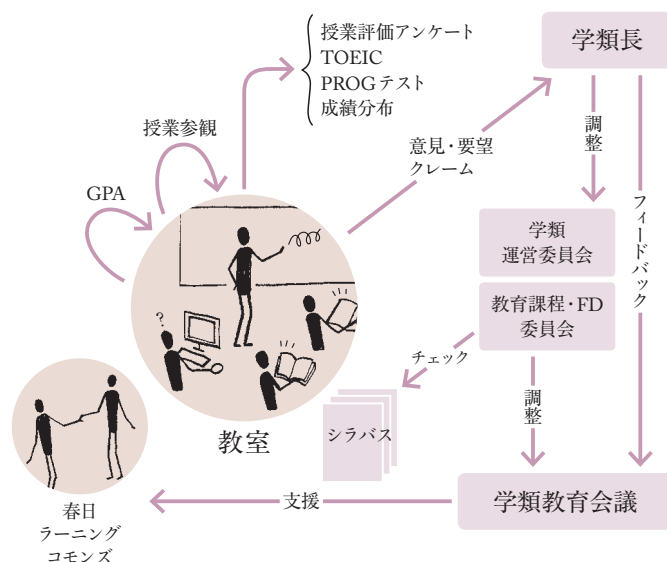 授業評価アンケート
TOEIC
PROGテスト
成績分布
学類長
授業参観
GPA
意見・要望
クレーム
調整
フィードバック
学類
運営委員会
教育課程・FD
委員会
?
チェック
調整
シラバス
教室
学類教育会議
支援
春日
ラーニング
コモンズ